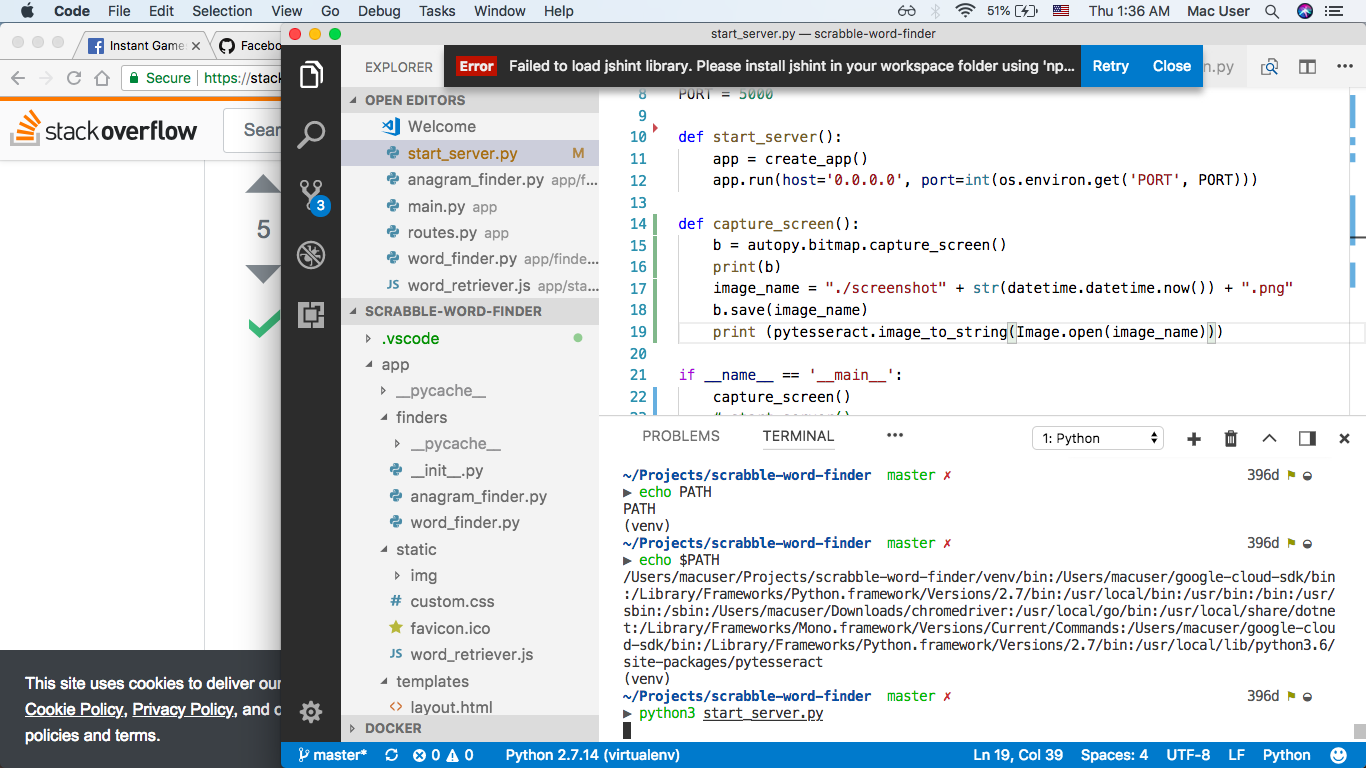 Code File Edit Selection View Go Debug Tasks Window Help 51% Thu 1:36 AM Mac User
Instant Game
Facebo
Secure https://stack
stackoverflow
Sear
5
This site uses cookies to deliver our
Cookie Policy, Privacy Policy, and o
policies and terms.
start_server.py — scrabble-word-finder
EXPLORER
Error Failed to load jshint library. Please install jshint in your workspace folder using 'np... Retry Close
n.py
3
OPEN EDITORS
Welcome
start_server.py M
anagram_finder.py app/f...
main.py app
routes.py app
word_finder.py app/finde...
JS word_retriever.js app/sta...
SCRABBLE-WORD-FINDER
.vscode
app
__pycache__
finders
__pycache__
__init__.py
anagram_finder.py
word_finder.py
static
img
# custom.css
favicon.ico
JS word_retriever.js
templates
<> layout.html
DOCKER
8 PORT = 5000
9
10 def start_server():
11 app = create_app()
12 app.run(host='0.0.0.0', port=int(os.environ.get('PORT', PORT)))
13
14 def capture_screen():
15 b = autopy.bitmap.capture_screen()
16 print(b)
17 image_name = "./screenshot" + str(datetime.datetime.now()) + ".png"
18 b.save(image_name)
19 print (pytesseract.image_to_string(Image.open(image_name)))
20
21 if __name__ == '__main__':
22 capture_screen()
23 # start_server()
PROBLEMS TERMINAL ... 1: Python
~/Projects/scrabble-word-finder master ✗ 396d
▶ echo PATH
PATH
(venv)
~/Projects/scrabble-word-finder master ✗ 396d
▶ echo $PATH
/Users/macuser/Projects/scrabble-word-finder/venv/bin:/Users/macuser/google-cloud-sdk/bin
:/Library/Frameworks/Python.framework/Versions/2.7/bin:/usr/local/bin:/usr/bin:/bin:/usr/
sbin:/sbin:/Users/macuser/Downloads/chromedriver:/usr/local/go/bin:/usr/local/share/dotne
t:/Library/Frameworks/Mono.framework/Versions/Current/Commands:/Users/macuser/google-clou
d-sdk/bin:/Library/Frameworks/Python.framework/Versions/2.7/bin:/usr/local/lib/python3.6/
site-packages/pytesseract
(venv)
~/Projects/scrabble-word-finder master ✗ 396d
▶ python3 start_server.py
master* 0 0 Python 2.7.14 (virtualenv) Ln 19, Col 39 Spaces: 4 UTF-8 LF Python